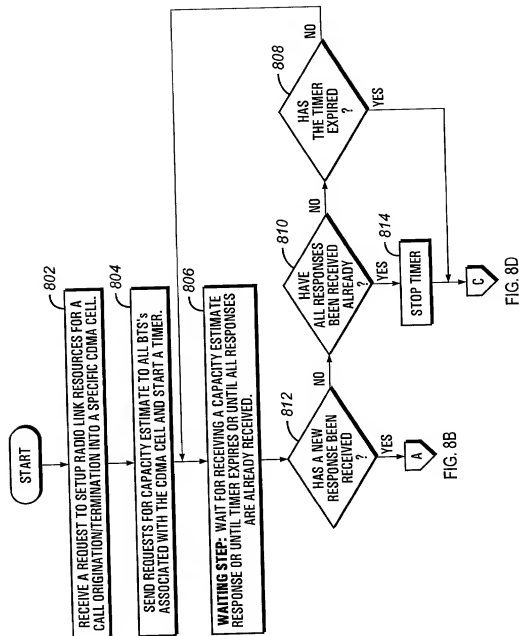 START
802
RECEIVE A REQUEST TO SETUP RADIO LINK RESOURCES FOR A
CALL ORIGINATION/TERMINATION INTO A SPECIFIC CDMA CELL.
804
SEND REQUESTS FOR CAPACITY ESTIMATE TO ALL BTS's
ASSOCIATED WITH THE CDMA CELL AND START A TIMER.
806
WAITING STEP: WAIT FOR RECEIVING A CAPACITY ESTIMATE
RESPONSE OR UNTIL TIMER EXPIRES OR UNTIL ALL RESPONSES
ARE ALREADY RECEIVED.
812
HAS A NEW
RESPONSE BEEN
RECEIVED
?
NO
YES
A
FIG. 8B
810
HAVE
ALL RESPONSES
BEEN RECEIVED
ALREADY
?
NO
YES
814
STOP TIMER
C
FIG. 8D
808
HAS
THE TIMER
EXPIRED
?
NO
YES